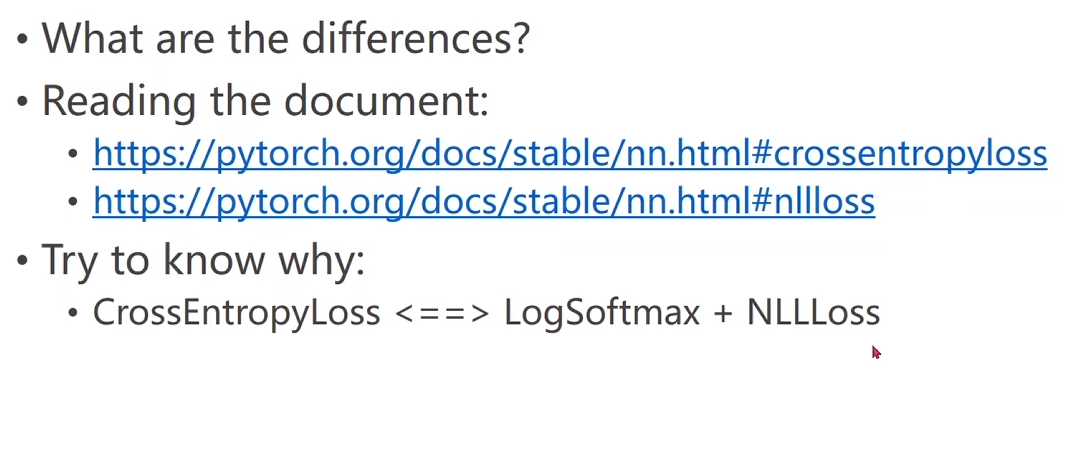 • What are the differences?
• Reading the document:
• https://pytorch.org/docs/stable/nn.html#crossentropyloss
• https://pytorch.org/docs/stable/nn.html#nllloss
• Try to know why:
• CrossEntropyLoss <==> LogSoftmax + NLLLoss